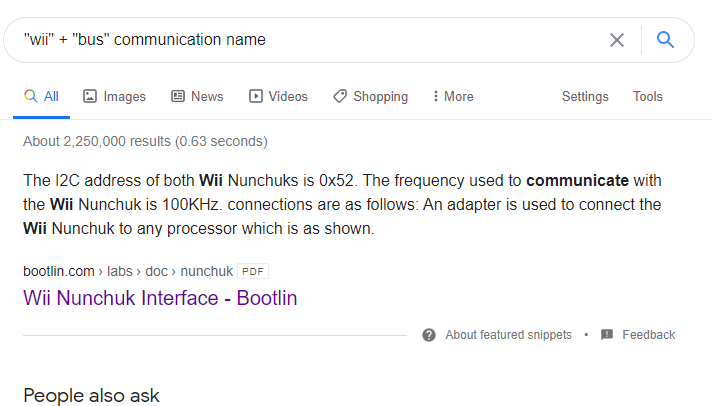 "wii" + "bus" communication name
All Images News Videos Shopping More Settings Tools
About 2,250,000 results (0.63 seconds)
The I2C address of both Wii Nunchuks is 0x52. The frequency used to communicate with
the Wii Nunchuk is 100KHz. connections are as follows: An adapter is used to connect the
Wii Nunchuk to any processor which is as shown.
bootlin.com › labs › doc › nunchuk PDF
Wii Nunchuk Interface - Bootlin
About featured snippets • Feedback
People also ask